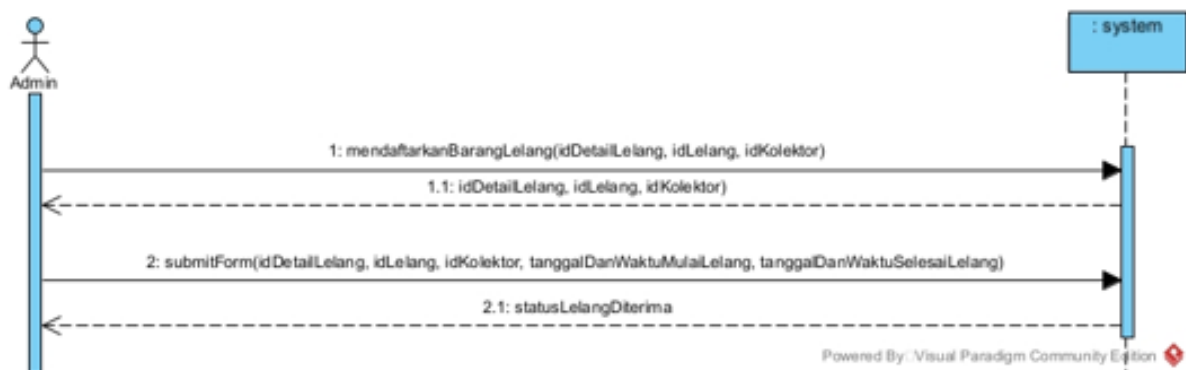 : system
Admin
1: mendaftarkanBarangLelang(idDetailLelang, idLelang, idKolektor)
1.1: idDetailLelang, idLelang, idKolektor)
2: submitForm(idDetailLelang, idLelang, idKolektor, tanggalDanWaktuMulaiLelang, tanggalDanWaktuSelesaiLelang)
2.1: statusLelangDiterima
Powered By Visual Paradigm Community Edition